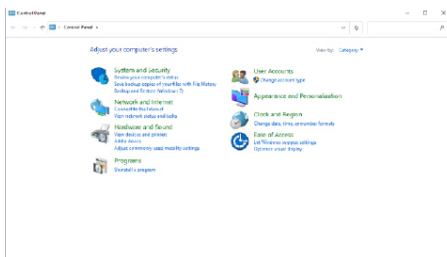 Control Panel
Control Panel
Adjust your computer's settings
View by: Category
System and Security
Review your computer's status
Save backup copies of your files with File History
Backup and Restore (Windows 7)
Network and Internet
Connect to the Internet
View network status and tasks
Hardware and Sound
View devices and printers
Add a device
Adjust commonly used mobility settings
Programs
Uninstall a program
User Accounts
Change account type
Appearance and Personalization
Clock and Region
Change date, time, or number formats
Ease of Access
Let Windows suggest settings
Optimize visual display